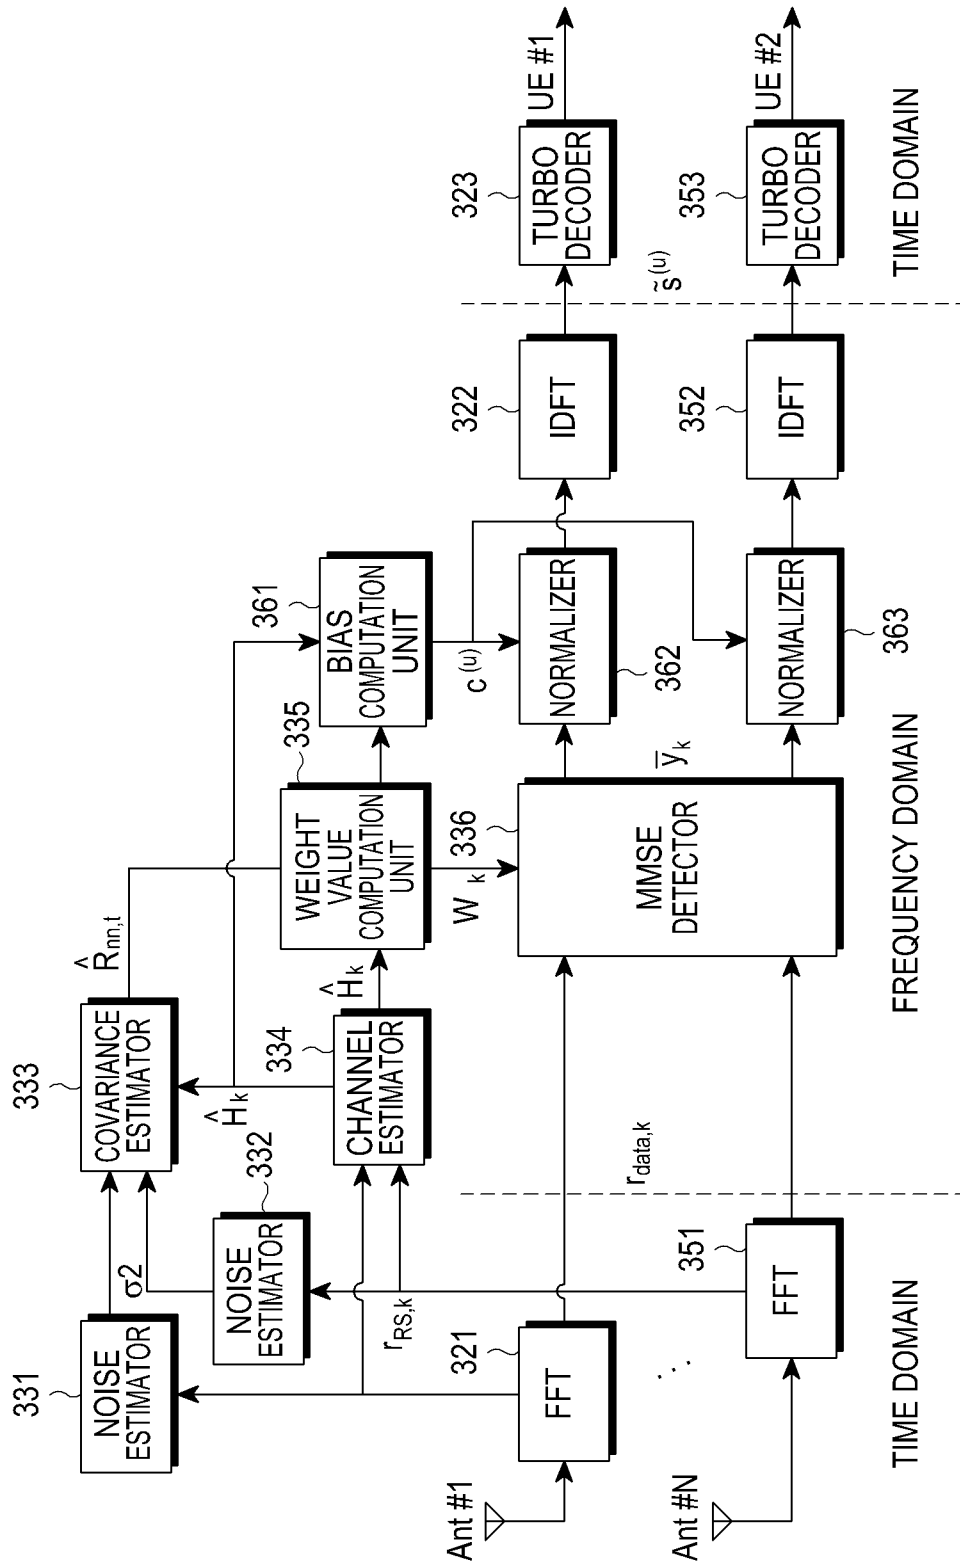 331
NOISE
ESTIMATOR
σ2
332
NOISE
ESTIMATOR
333
COVARIANCE
ESTIMATOR
R̂nn,t
Ĥk
334
CHANNEL
ESTIMATOR
Ĥk
335
WEIGHT
VALUE
COMPUTATION
UNIT
361
BIAS
COMPUTATION
UNIT
rRS,k
Wk
c(u)
Ant #1
321
FFT
rdata,k
336
MMSE
DETECTOR
ȳk
362
NORMALIZER
322
IDFT
323
TURBO
DECODER
UE #1
s̃(u)
. . .
Ant #N
351
FFT
363
NORMALIZER
352
IDFT
353
TURBO
DECODER
UE #2
TIME DOMAIN
FREQUENCY DOMAIN
TIME DOMAIN